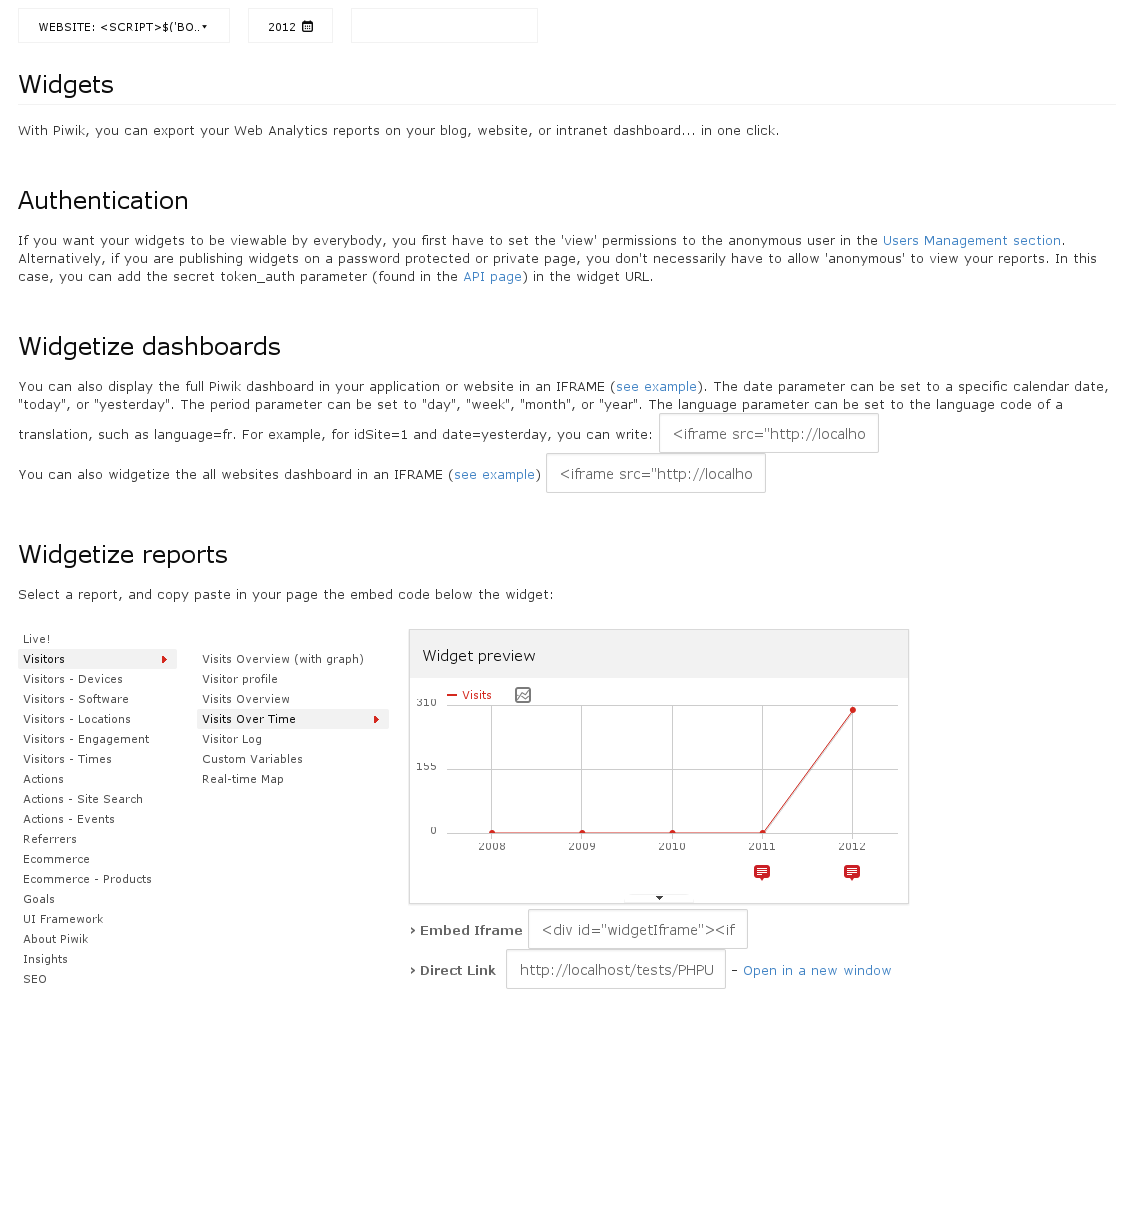 WEBSITE: <SCRIPT>$('BO..
2012
Widgets
With Piwik, you can export your Web Analytics reports on your blog, website, or intranet dashboard... in one click.
Authentication
If you want your widgets to be viewable by everybody, you first have to set the 'view' permissions to the anonymous user in the Users Management section.
Alternatively, if you are publishing widgets on a password protected or private page, you don't necessarily have to allow 'anonymous' to view your reports. In this
case, you can add the secret token_auth parameter (found in the API page) in the widget URL.
Widgetize dashboards
You can also display the full Piwik dashboard in your application or website in an IFRAME (see example). The date parameter can be set to a specific calendar date,
"today", or "yesterday". The period parameter can be set to "day", "week", "month", or "year". The language parameter can be set to the language code of a
translation, such as language=fr. For example, for idSite=1 and date=yesterday, you can write: <iframe src="http://localho
You can also widgetize the all websites dashboard in an IFRAME (see example) <iframe src="http://localho
Widgetize reports
Select a report, and copy paste in your page the embed code below the widget:
Live!
Visitors
Visitors - Devices
Visitors - Software
Visitors - Locations
Visitors - Engagement
Visitors - Times
Actions
Actions - Site Search
Actions - Events
Referrers
Ecommerce
Ecommerce - Products
Goals
UI Framework
About Piwik
Insights
SEO
Visits Overview (with graph)
Visitor profile
Visits Overview
Visits Over Time
Visitor Log
Custom Variables
Real-time Map
Widget preview
Visits
310
155
0
2008 2009 2010 2011 2012
› Embed Iframe <div id="widgetIframe"><if
› Direct Link http://localhost/tests/PHPU - Open in a new window